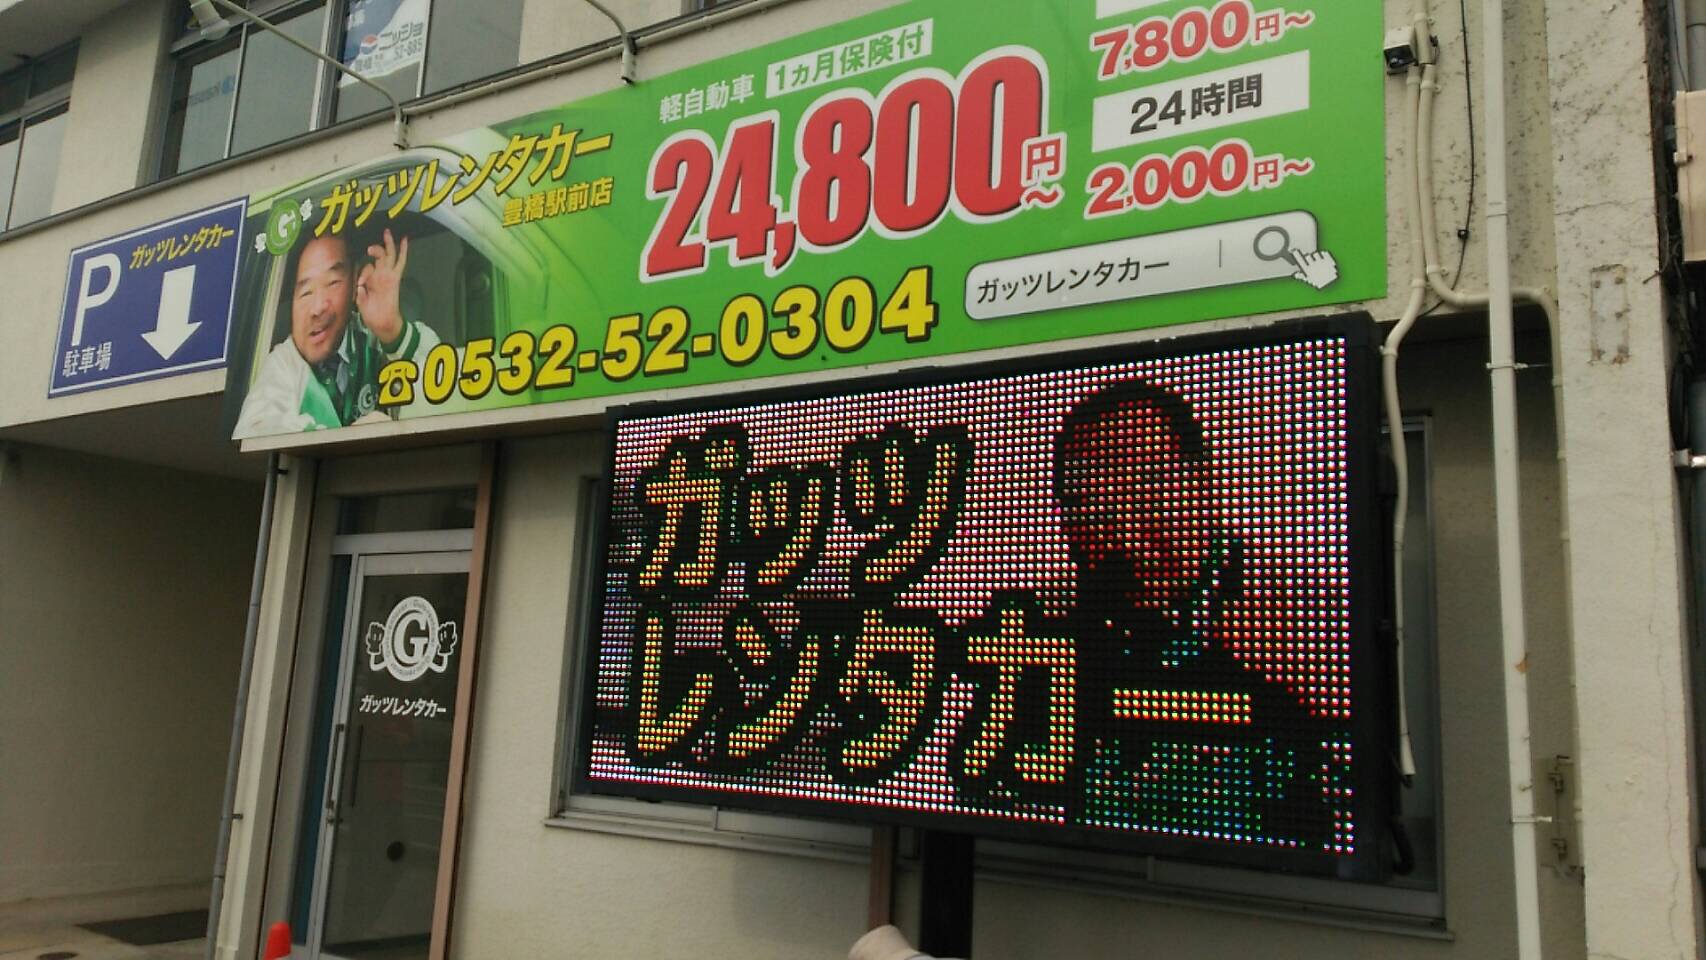 ニッショー
P
ガッツレンタカー
駐車場
G
ガッツレンタカー
豊橋駅前店
軽自動車 1ヵ月保険付
24,800円~
7,800円~
24時間
2,000円~
☎0532-52-0304
ガッツレンタカー
ガッツ
レンタカー
G
ガッツレンタカー